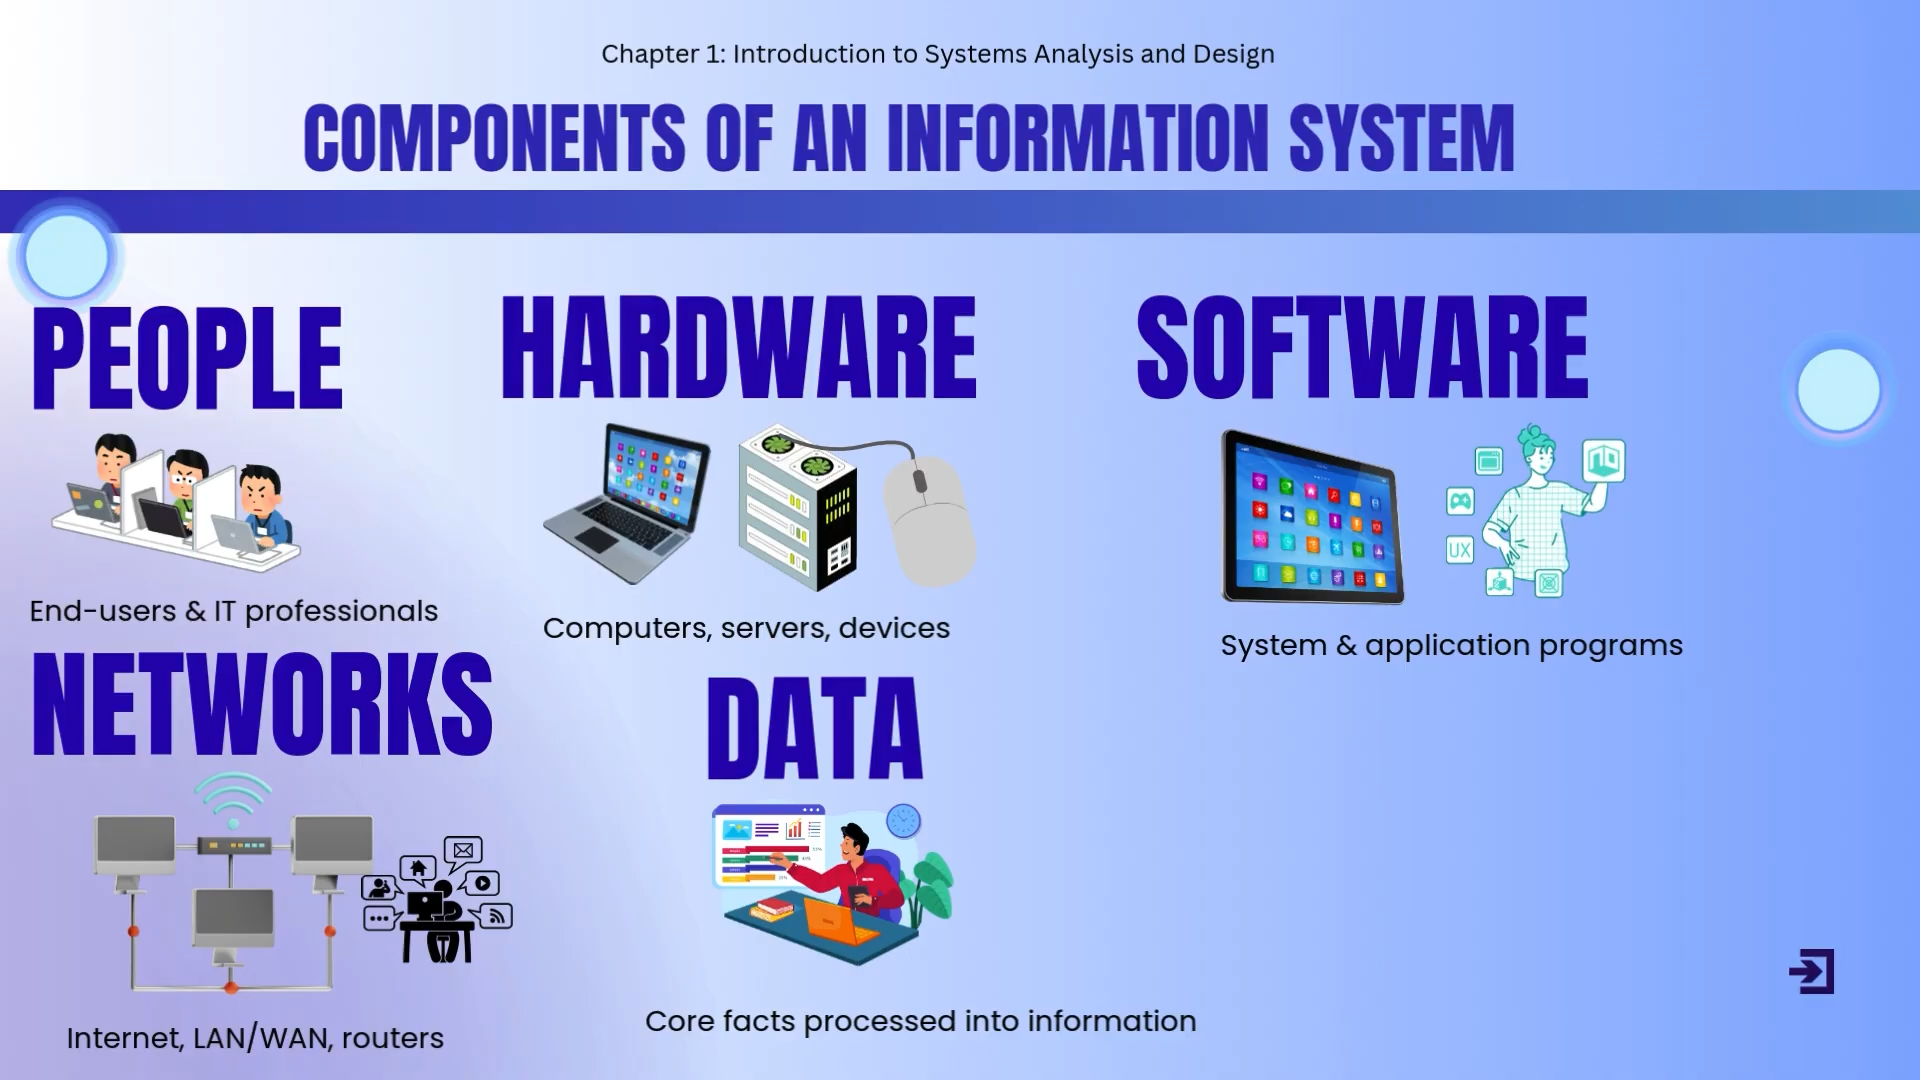 Chapter 1: Introduction to Systems Analysis and Design
COMPONENTS OF AN INFORMATION SYSTEM
PEOPLE
HARDWARE
SOFTWARE
UX
End-users & IT professionals
Computers, servers, devices
System & application programs
NETWORKS
DATA
Internet, LAN/WAN, routers
Core facts processed into information